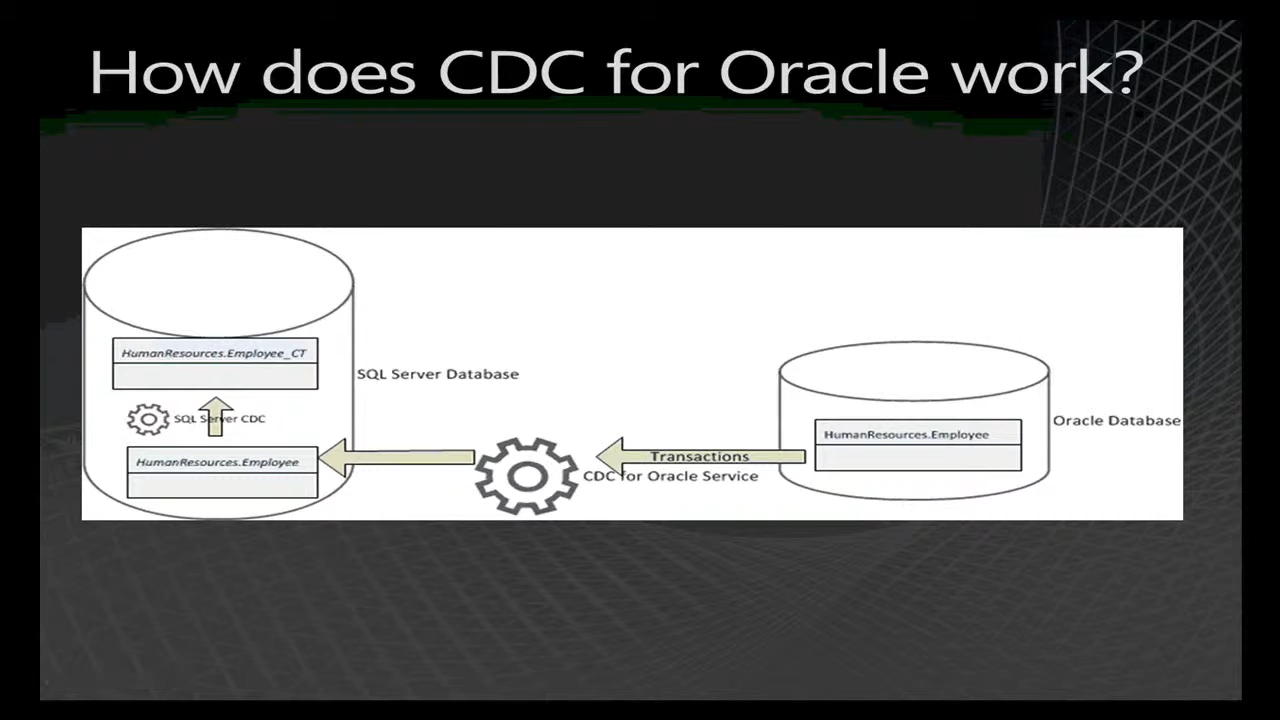 How does CDC for Oracle work?
HumanResources.Employee_CT
SQL Server Database
SQL Server CDC
HumanResources.Employee
Transactions
CDC for Oracle Service
HumanResources.Employee
Oracle Database